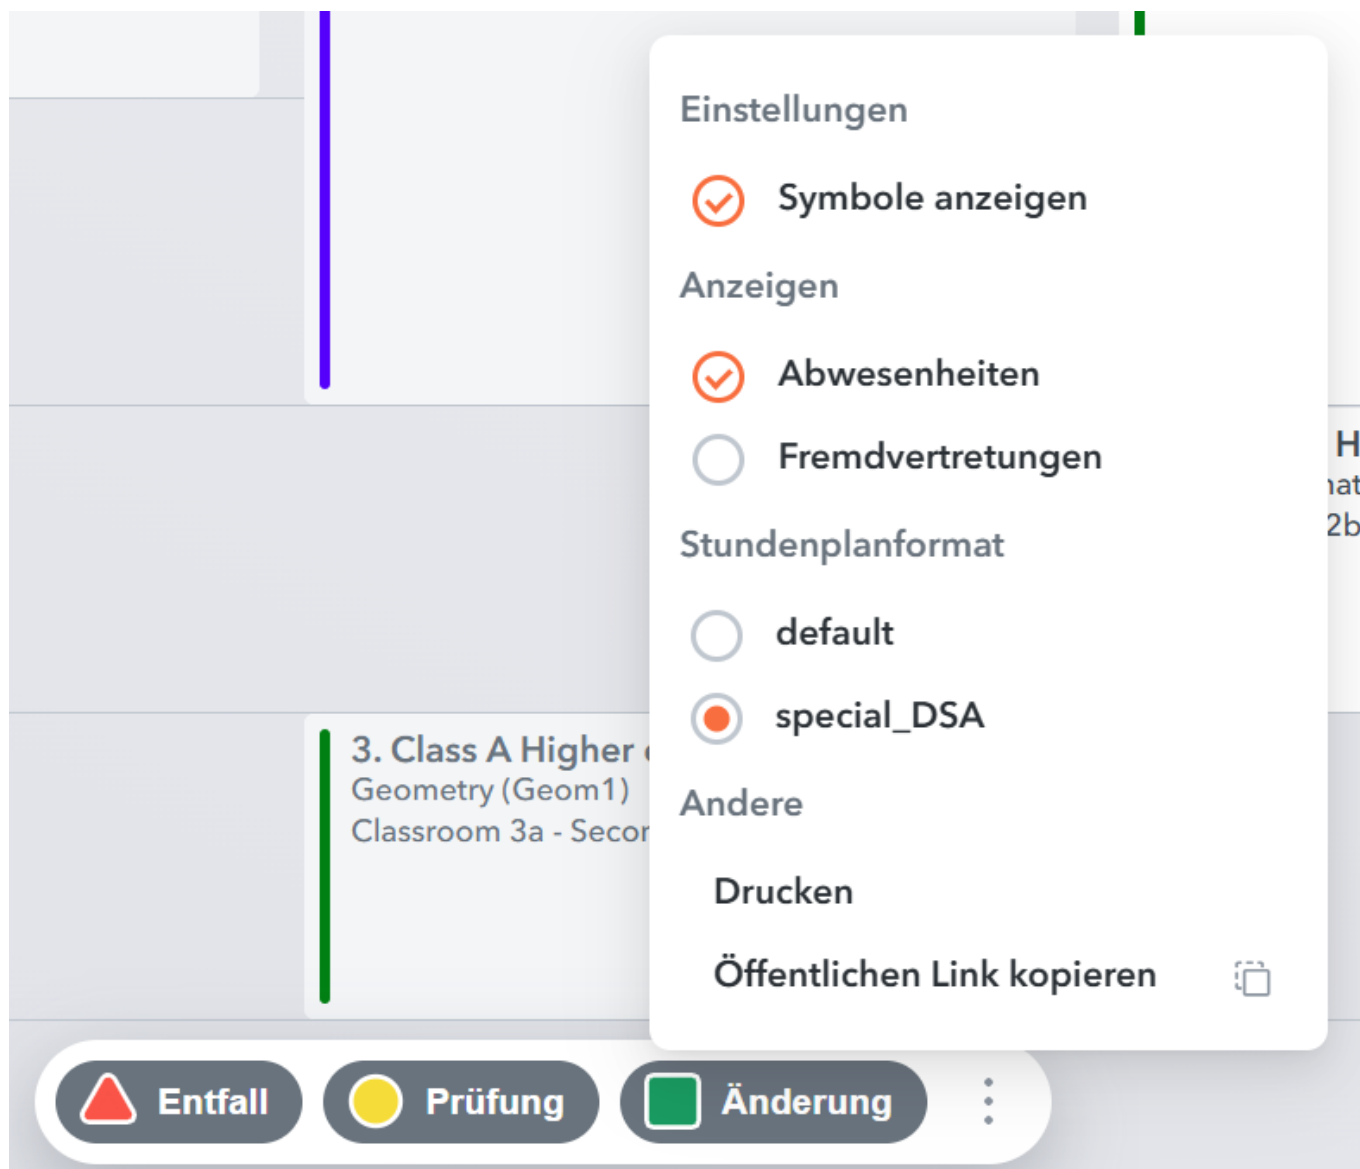 Einstellungen
Symbole anzeigen
Anzeigen
Abwesenheiten
Fremdvertretungen
Stundenplanformat
default
special_DSA
Andere
Drucken
Öffentlichen Link kopieren
3. Class A Higher
Geometry (Geom1)
Classroom 3a -
2b
Entfall
Prüfung
Änderung